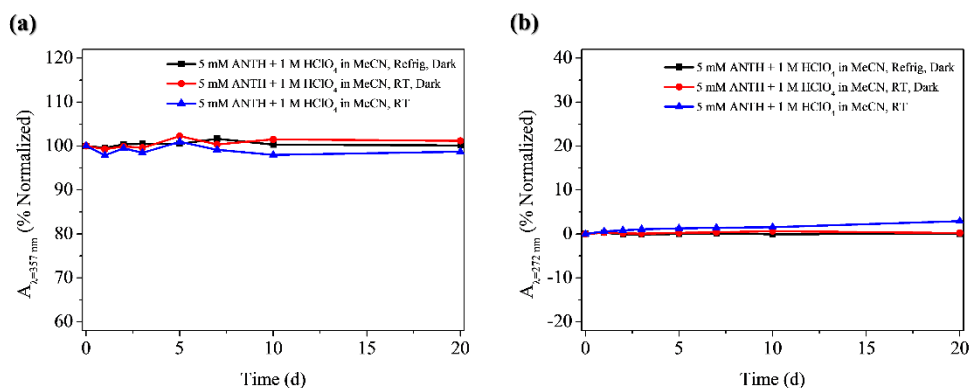 (a)
120
110
100
90
80
70
60
A λ=357 nm (% Normalized)
5 mM ANTH + 1 M HClO4 in MeCN, Refrig, Dark
5 mM ANTH + 1 M HClO4 in MeCN, RT, Dark
5 mM ANTH + 1 M HClO4 in MeCN, RT
0 5 10 15 20
Time (d)
(b)
40
30
20
10
0
-10
-20
A λ=272 nm (% Normalized)
5 mM ANTH + 1 M HClO4 in MeCN, Refrig, Dark
5 mM ANTH + 1 M HClO4 in MeCN, RT, Dark
5 mM ANTH + 1 M HClO4 in MeCN, RT
0 5 10 15 20
Time (d)